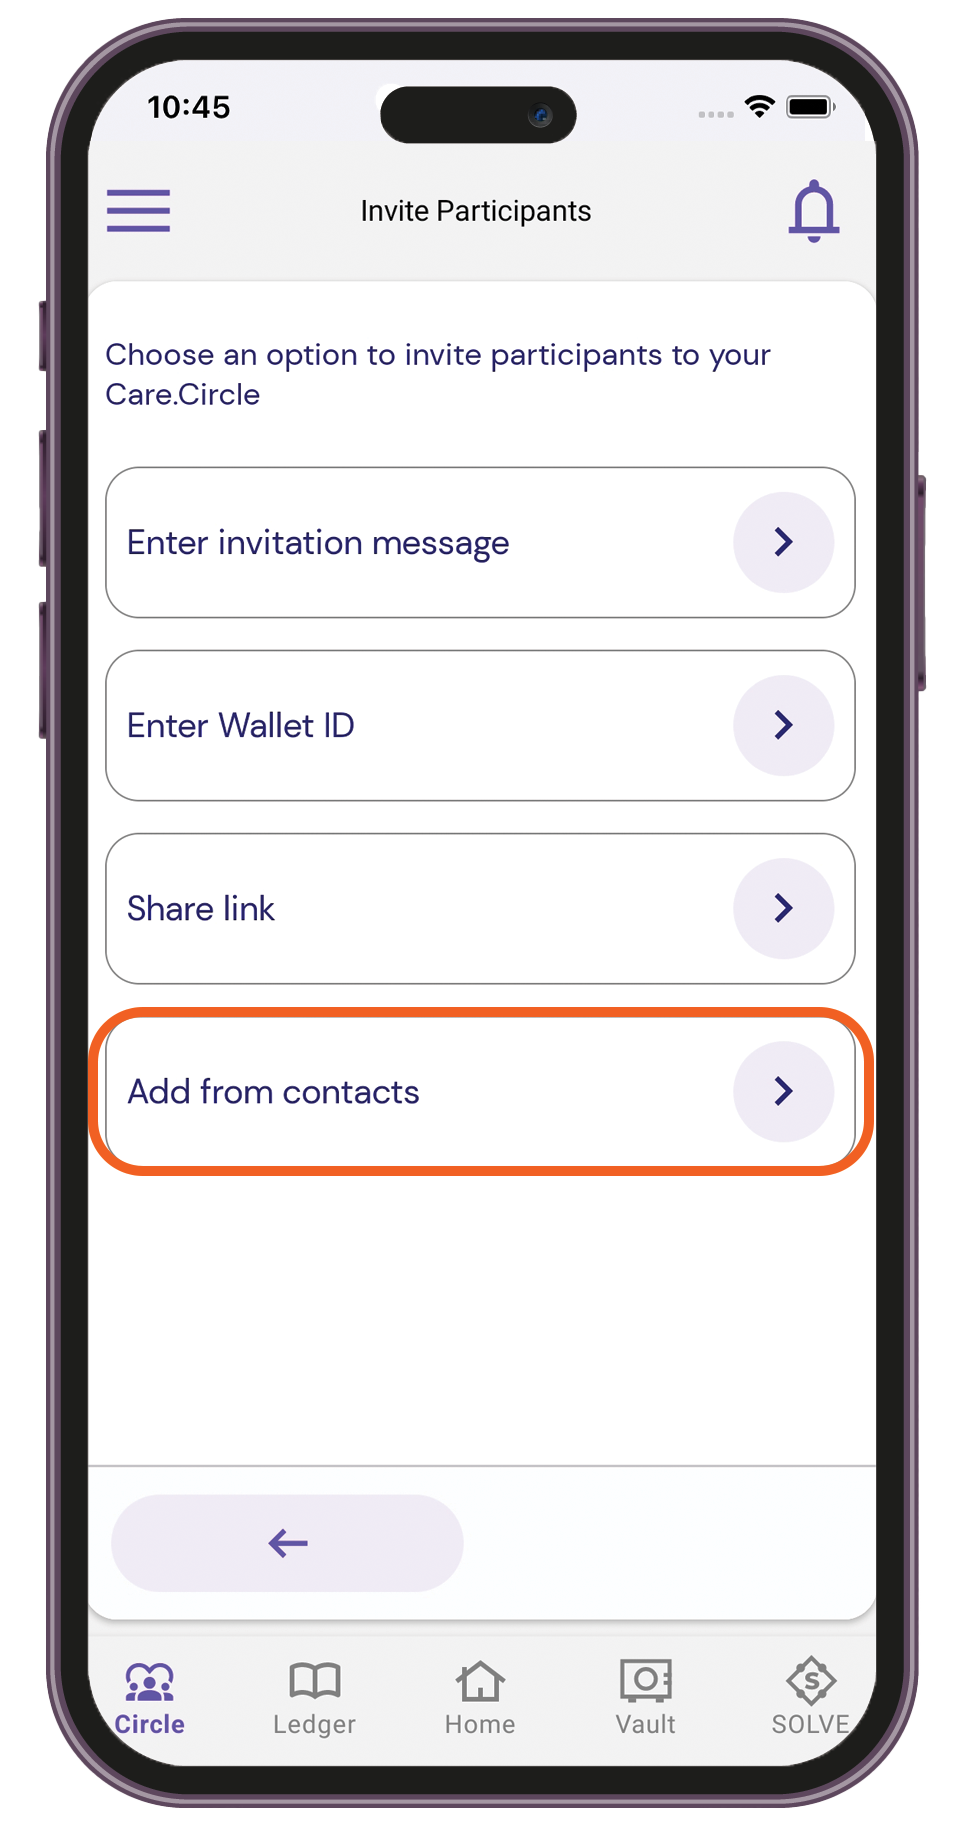 10:45
Invite Participants
Choose an option to invite participants to your
Care.Circle
Enter invitation message
Enter Wallet ID
Share link
Add from contacts
Circle
Ledger
Home
Vault
SOLVE